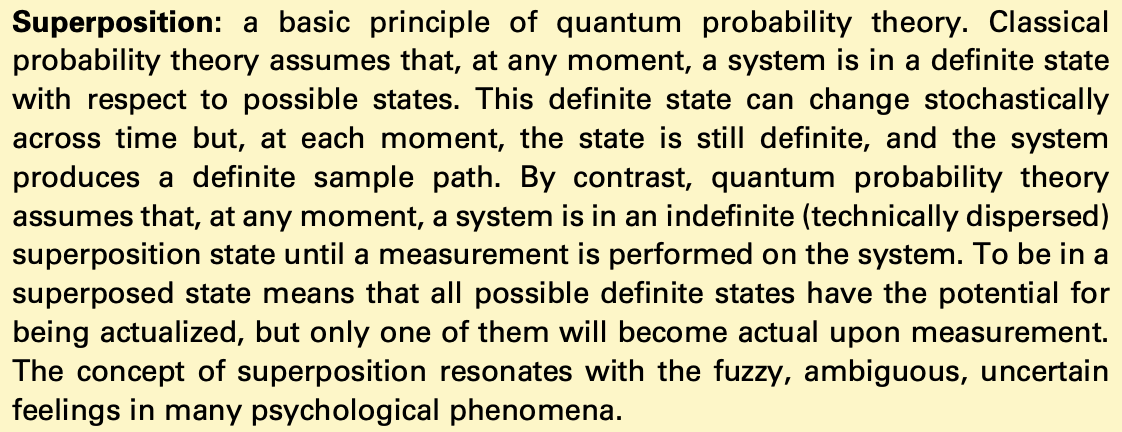 Superposition: a basic principle of quantum probability theory. Classical
probability theory assumes that, at any moment, a system is in a definite state
with respect to possible states. This definite state can change stochastically
across time but, at each moment, the state is still definite, and the system
produces a definite sample path. By contrast, quantum probability theory
assumes that, at any moment, a system is in an indefinite (technically dispersed)
superposition state until a measurement is performed on the system. To be in a
superposed state means that all possible definite states have the potential for
being actualized, but only one of them will become actual upon measurement.
The concept of superposition resonates with the fuzzy, ambiguous, uncertain
feelings in many psychological phenomena.